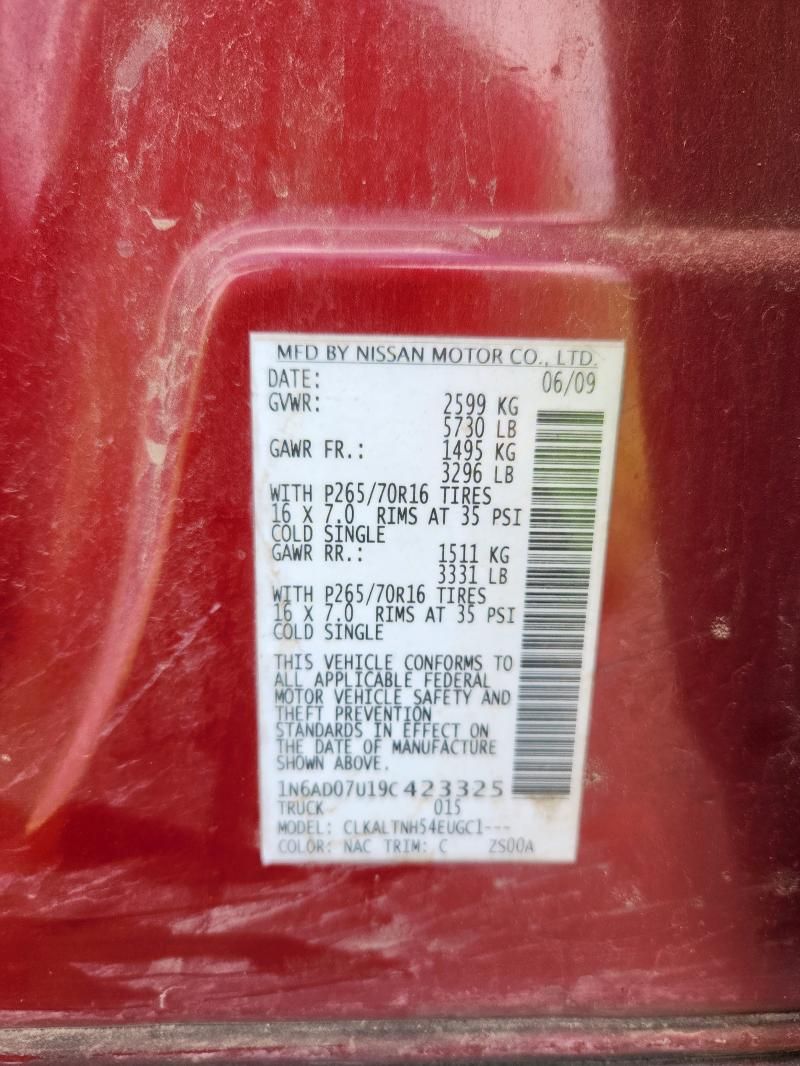 MFD BY NISSAN MOTOR CO., LTD.
DATE: 06/09
GVWR: 2599 KG
5730 LB
GAWR FR.: 1495 KG
3296 LB
WITH P265/70R16 TIRES
16 X 7.0 RIMS AT 35 PSI
COLD SINGLE
GAWR RR.: 1511 KG
3331 LB
WITH P265/70R16 TIRES
16 X 7.0 RIMS AT 35 PSI
COLD SINGLE
THIS VEHICLE CONFORMS TO
ALL APPLICABLE FEDERAL
MOTOR VEHICLE SAFETY AND
THEFT PREVENTION
STANDARDS IN EFFECT ON
THE DATE OF MANUFACTURE
SHOWN ABOVE.
1N6AD07U19C423325
TRUCK 015
MODEL: CLKALTNH54EUGC1---
COLOR: NAC TRIM: C ZS00A